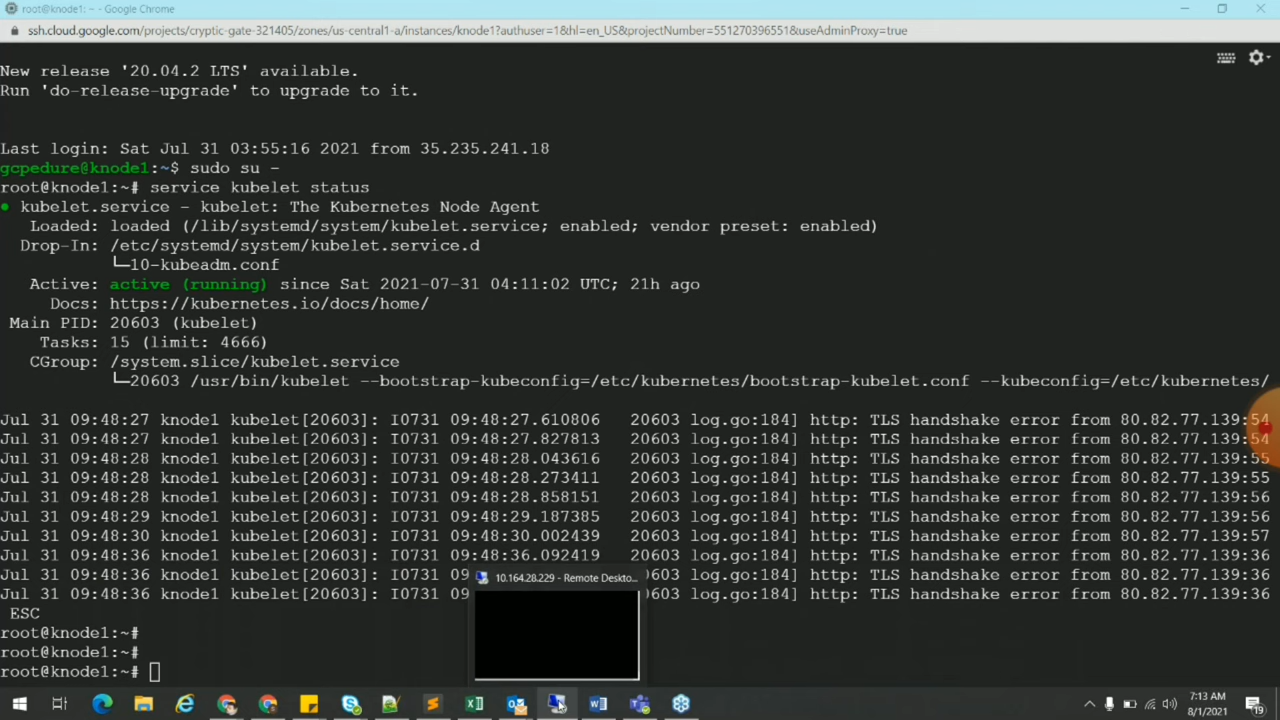 root@knode1: ~ - Google Chrome
ssh.cloud.google.com/projects/cryptic-gate-321405/zones/us-central1-a/instances/knode1?authuser=1&hl=en_US&projectNumber=551270396551&useAdminProxy=true
New release '20.04.2 LTS' available.
Run 'do-release-upgrade' to upgrade to it.
Last login: Sat Jul 31 03:55:16 2021 from 35.235.241.18
gcpedure@knode1:~$ sudo su -
root@knode1:~# service kubelet status
● kubelet.service - kubelet: The Kubernetes Node Agent
Loaded: loaded (/lib/systemd/system/kubelet.service; enabled; vendor preset: enabled)
Drop-In: /etc/systemd/system/kubelet.service.d
└─10-kubeadm.conf
Active: active (running) since Sat 2021-07-31 04:11:02 UTC; 21h ago
Docs: https://kubernetes.io/docs/home/
Main PID: 20603 (kubelet)
Tasks: 15 (limit: 4666)
CGroup: /system.slice/kubelet.service
└─20603 /usr/bin/kubelet --bootstrap-kubeconfig=/etc/kubernetes/bootstrap-kubelet.conf --kubeconfig=/etc/kubernetes/
Jul 31 09:48:27 knode1 kubelet[20603]: I0731 09:48:27.610806 20603 log.go:184] http: TLS handshake error from 80.82.77.139:54
Jul 31 09:48:27 knode1 kubelet[20603]: I0731 09:48:27.827813 20603 log.go:184] http: TLS handshake error from 80.82.77.139:54
Jul 31 09:48:28 knode1 kubelet[20603]: I0731 09:48:28.043616 20603 log.go:184] http: TLS handshake error from 80.82.77.139:55
Jul 31 09:48:28 knode1 kubelet[20603]: I0731 09:48:28.273411 20603 log.go:184] http: TLS handshake error from 80.82.77.139:55
Jul 31 09:48:28 knode1 kubelet[20603]: I0731 09:48:28.858151 20603 log.go:184] http: TLS handshake error from 80.82.77.139:56
Jul 31 09:48:29 knode1 kubelet[20603]: I0731 09:48:29.187385 20603 log.go:184] http: TLS handshake error from 80.82.77.139:56
Jul 31 09:48:30 knode1 kubelet[20603]: I0731 09:48:30.002439 20603 log.go:184] http: TLS handshake error from 80.82.77.139:57
Jul 31 09:48:36 knode1 kubelet[20603]: I0731 09:48:36.092419 20603 log.go:184] http: TLS handshake error from 80.82.77.139:36
Jul 31 09:48:36 knode1 kubelet[20603]: I0731 09:48 603 log.go:184] http: TLS handshake error from 80.82.77.139:36
Jul 31 09:48:36 knode1 kubelet[20603]: I0731 09:48 603 log.go:184] http: TLS handshake error from 80.82.77.139:36
10.164.28.229 - Remote Deskto...
ESC
root@knode1:~#
root@knode1:~#
root@knode1:~#
7:13 AM
8/1/2021
19